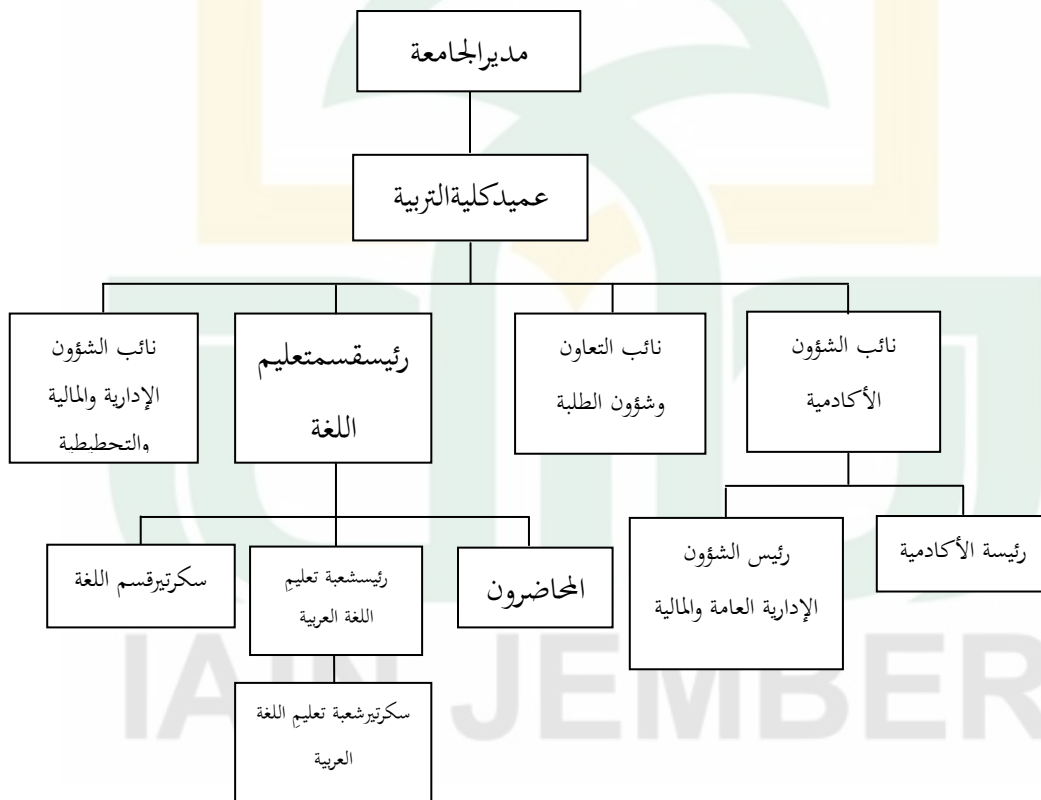 مديرالجامعة
عميدكليةالتربية
نائب الشؤون
الأكادمية
نائب التعاون
وشؤون الطلبة
رئيسقسمتعليم
اللغة
نائب الشؤون
الإدارية والمالية
والتحطبطبة
رئيسة الأكادمية
رئيس الشؤون
الإدارية العامة والمالية
المحاضرون
رئيسشعبة تعليمِ
اللغة العربية
سكرتيرقسم اللغة
سكرتيرشعبة تعليمِ اللغة
العربية
IAIN JEMBER